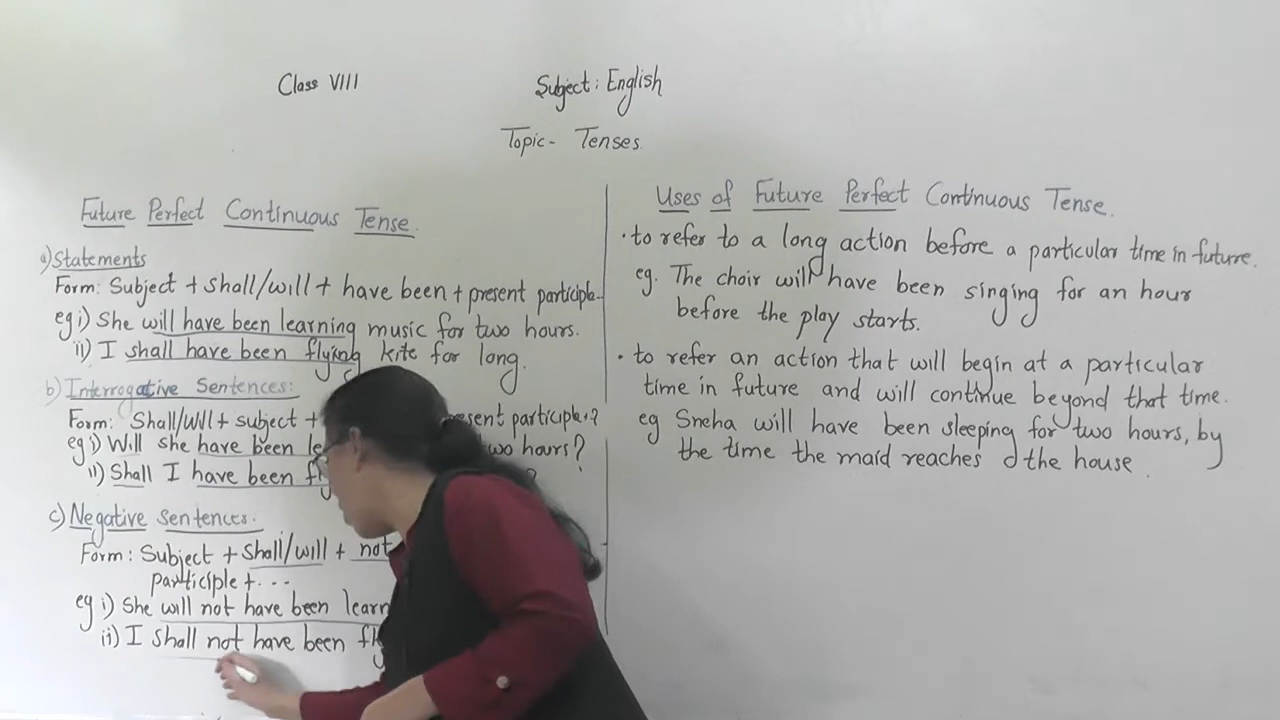 Class VIII
Subject: English
Topic- Tenses.
Future Perfect Continuous Tense.
a) Statements
Form: Subject + shall/will + have been + present participle
eg i) She will have been learning music for two hours.
ii) I shall have been flying kite for long.
b) Interrogative Sentences:
Form: Shall/Will + subject + present participle+?
eg i) Will she have been two hours?
ii) Shall I have been ?
c) Negative Sentences:
Form: Subject + Shall/will + not
participle + ...
eg i) She will not have been learn
ii) I shall not have been
Uses of Future Perfect Continuous Tense.
• to refer to a long action before a particular time in future.
eg. The choir will have been singing for an hour
before the play starts.
• to refer an action that will begin at a particular
time in future and will continue beyond that time.
eg Sneha will have been sleeping for two hours, by
the time the maid reaches the house.